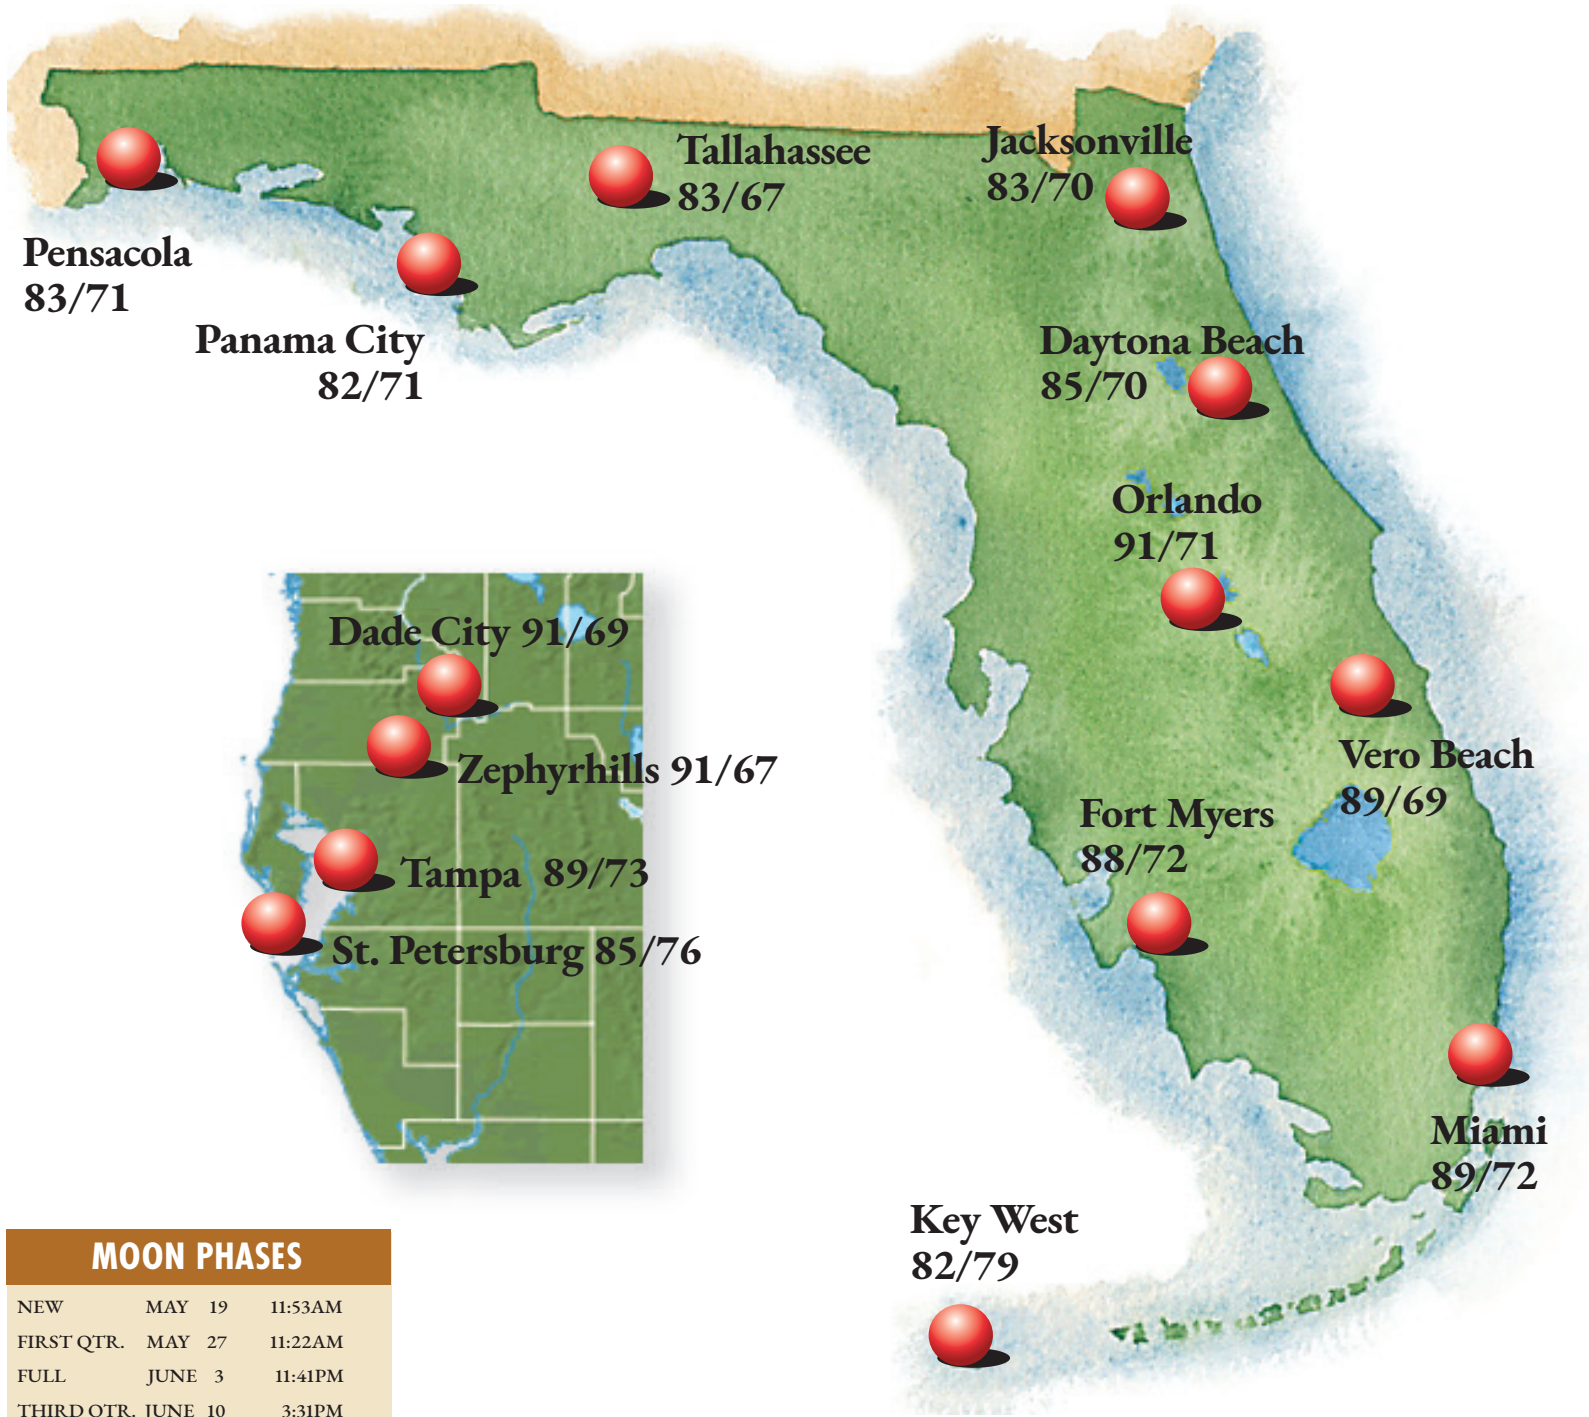 Tallahassee
83/67
Jacksonville
83/70
Pensacola
83/71
Panama City
82/71
Daytona Beach
85/70
Orlando
91/71
Dade City 91/69
Zephyrhills 91/67
Tampa 89/73
St. Petersburg 85/76
Vero Beach
89/69
Fort Myers
88/72
Miami
89/72
Key West
82/79
MOON PHASES
NEW MAY 19 11:53AM
FIRST QTR. MAY 27 11:22AM
FULL JUNE 3 11:41PM
THIRD QTR. JUNE 10 3:31PM